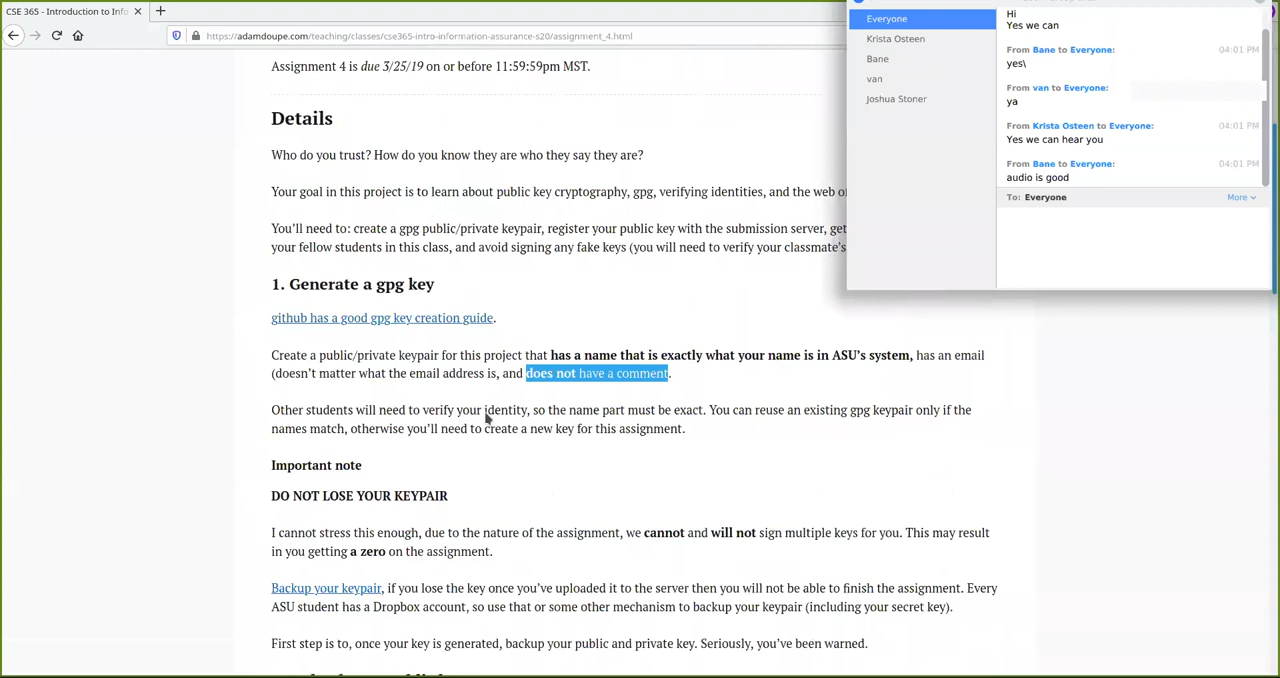 CSE 365 - Introduction to Info
https://adamdoupe.com/teaching/classes/cse365-intro-information-assurance-s20/assignment_4.html
Assignment 4 is due 3/25/19 on or before 11:59:59pm MST.
Details
Who do you trust? How do you know they are who they say they are?
Your goal in this project is to learn about public key cryptography, gpg, verifying identities, and the web
You'll need to: create a gpg public/private keypair, register your public key with the submission server, get
your fellow students in this class, and avoid signing any fake keys (you will need to verify your classmate's
1. Generate a gpg key
github has a good gpg key creation guide.
Create a public/private keypair for this project that has a name that is exactly what your name is in ASU's system, has an email
(doesn't matter what the email address is, and does not have a comment.
Other students will need to verify your identity, so the name part must be exact. You can reuse an existing gpg keypair only if the
names match, otherwise you'll need to create a new key for this assignment.
Important note
DO NOT LOSE YOUR KEYPAIR
I cannot stress this enough, due to the nature of the assignment, we cannot and will not sign multiple keys for you. This may result
in you getting a zero on the assignment.
Backup your keypair, if you lose the key once you've uploaded it to the server then you will not be able to finish the assignment. Every
ASU student has a Dropbox account, so use that or some other mechanism to backup your keypair (including your secret key).
First step is to, once your key is generated, backup your public and private key. Seriously, you've been warned.
Everyone
Krista Osteen
Bane
van
Joshua Stoner
Hi
Yes we can
From Bane to Everyone: 04:01 PM
yes\
From van to Everyone:
ya
From Krista Osteen to Everyone: 04:01 PM
Yes we can hear you
From Bane to Everyone: 04:01 PM
audio is good
To: Everyone More